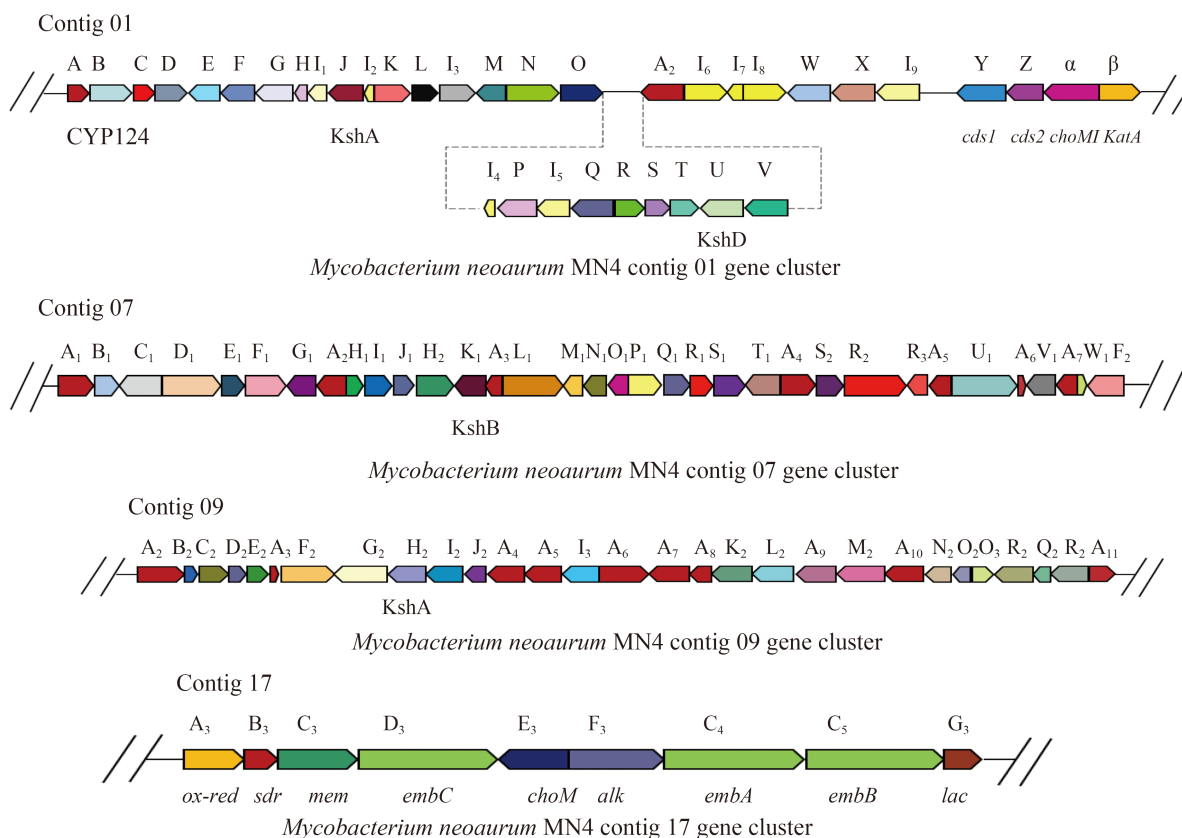 Contig 01
A B C D E F G H I₁ J I₂ K L I₃ M N O A₂ I₆ I₇ I₈ W X I₉ Y Z α β
CYP124 KshA cds1 cds2 choMI KatA
I₄ P I₅ Q R S T U V
KshD
Mycobacterium neoaurum MN4 contig 01 gene cluster
Contig 07
A₁ B₁ C₁ D₁ E₁ F₁ G₁ A₂ H₁ I₁ J₁ H₂ K₁ A₃ L₁ M₁ N₁ O₁ P₁ Q₁ R₁ S₁ T₁ A₄ S₂ R₂ R₃ A₅ U₁ A₆ V₁ A₇ W₁ F₂
KshB
Mycobacterium neoaurum MN4 contig 07 gene cluster
Contig 09
A₂ B₂ C₂ D₂ E₂ A₃ F₂ G₂ H₂ I₂ J₂ A₄ A₅ I₃ A₆ A₇ A₈ K₂ L₂ A₉ M₂ A₁₀ N₂ O₂ O₃ R₂ Q₂ R₂ A₁₁
KshA
Mycobacterium neoaurum MN4 contig 09 gene cluster
Contig 17
A₃ B₃ C₃ D₃ E₃ F₃ C₄ C₅ G₃
ox-red sdr mem embC choM alk embA embB lac
Mycobacterium neoaurum MN4 contig 17 gene cluster